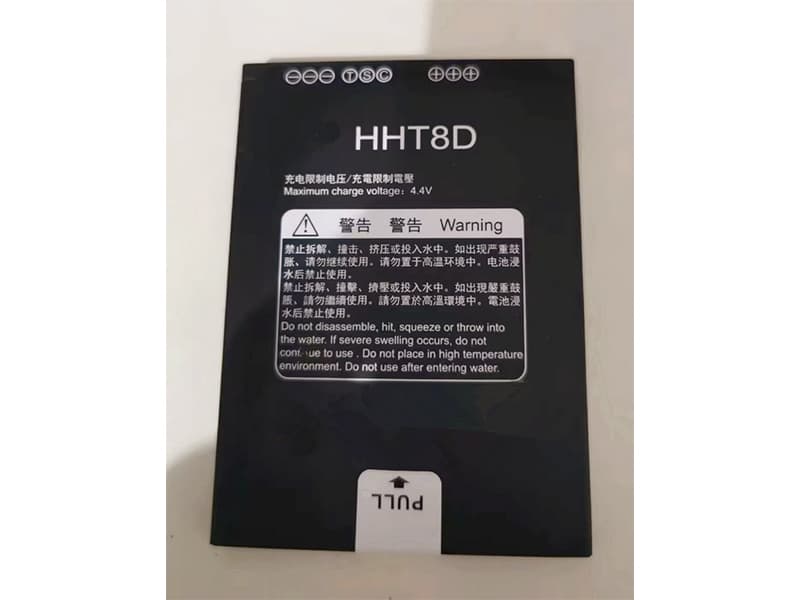 ⊖⊖⊖ ⓉⓈⒸ ⊕⊕⊕
HHT8D
充电限制电压/充電限制電壓
Maximum charge voltage: 4.4V
警告 警告 Warning
禁止拆解、撞击、挤压或投入水中。如出现严重鼓
胀、请勿继续使用。请勿置于高温环境中。电池浸
水后禁止使用。
禁止拆解、撞擊、擠壓或投入水中。如出現嚴重鼓
脹、請勿繼續使用。請勿置於高溫環境中。電池浸
水后禁止使用。
Do not disassemble, hit, squeeze or throw into
the water. If severe swelling occurs, do not
continue to use . Do not place in high temperature
environment. Do not use after entering water.
PULL